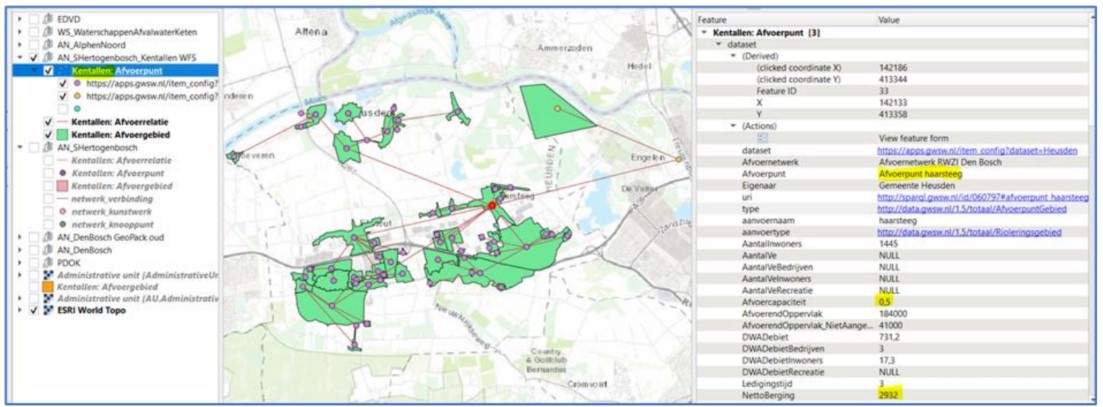 EDVD
WS_WaterschappenAfvalwaterKeten
AN_AlphenNoord
AN_SHertogenbosch_Kentallen WFS
Kentallen: Afvoerpunt
https://apps.gwsw.nl/item_config?
https://apps.gwsw.nl/item_config?
Kentallen: Afvoerrelatie
Kentallen: Afvoergebied
AN_SHertogenbosch
Kentallen: Afvoerrelatie
Kentallen: Afvoerpunt
Kentallen: Afvoergebied
netwerk_verbinding
netwerk_kunstwerk
netwerk_knooppunt
AN_DenBosch GeoPack oud
AN_DenBosch
PDOK
Administrative unit (AdministrativeUr
Kentallen: Afvoergebied
Administrative unit (AU.Administrativ
ESRI World Topo
Altena
Ammerzoden
Hedel
nderen
usden
oeveren
HEUSDEN
Engelen
De Vutter
Country
& Golfclub
Bernardus
Cromvoirt
Feature Value
Kentallen: Afvoerpunt [3]
dataset
(Derived)
(clicked coordinate X) 142186
(clicked coordinate Y) 413344
Feature ID 33
X 142133
Y 413358
(Actions)
View feature form
dataset https://apps.gwsw.nl/item_config?dataset=Heusden
Afvoernetwerk Afvoernetwerk RWZI Den Bosch
Afvoerpunt Afvoerpunt haarsteeg
Eigenaar Gemeente Heusden
uri http://sparql.gwsw.nl/id/060797#afvoerpunt_haarsteeg
type http://data.gwsw.nl/1.5/totaal/AfvoerpuntGebied
aanvoernaam haarsteeg
aanvoertype http://data.gwsw.nl/1.5/totaal/Rioleringsgebied
AantalInwoners 1445
AantalVe NULL
AantalVeBedrijven NULL
AantalVeInwoners NULL
AantalVeRecreatie NULL
Afvoercapaciteit 0,5
AfvoerendOppervlak 184000
AfvoerendOppervlak_NietAange... 41000
DWADebiet 731,2
DWADebietBedrijven 3
DWADebietInwoners 17,3
DWADebietRecreatie NULL
Ledigingstijd 3
NettoBerging 2932